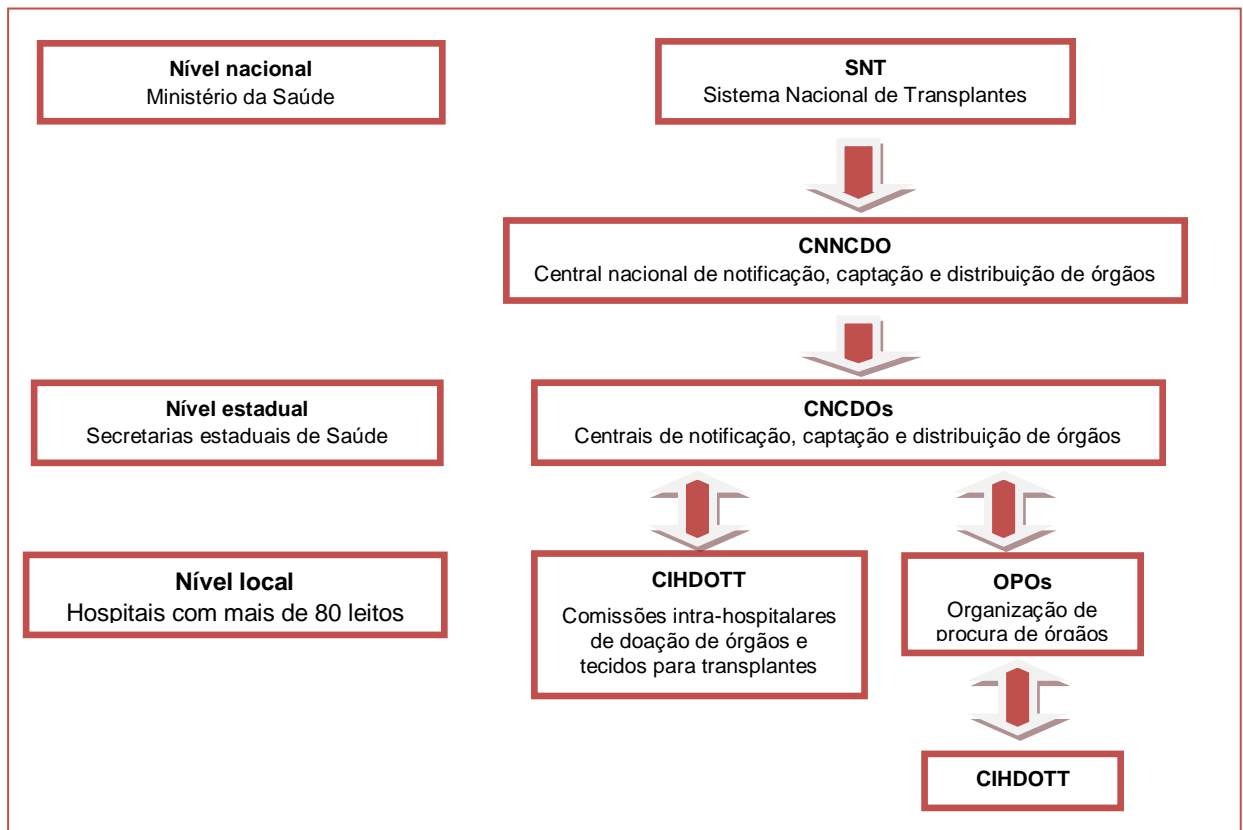 Nível nacional
Ministério da Saúde
SNT
Sistema Nacional de Transplantes
CNNCDO
Central nacional de notificação, captação e distribuição de órgãos
Nível estadual
Secretarias estaduais de Saúde
CNCDOs
Centrais de notificação, captação e distribuição de órgãos
Nível local
Hospitais com mais de 80 leitos
CIHDOTT
Comissões intra-hospitalares
de doação de órgãos e
tecidos para transplantes
OPOs
Organização de
procura de órgãos
CIHDOTT